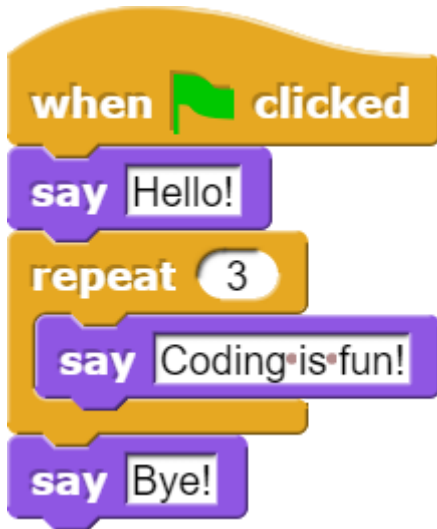 when clicked
say Hello!
repeat 3
say Coding is fun!
say Bye!